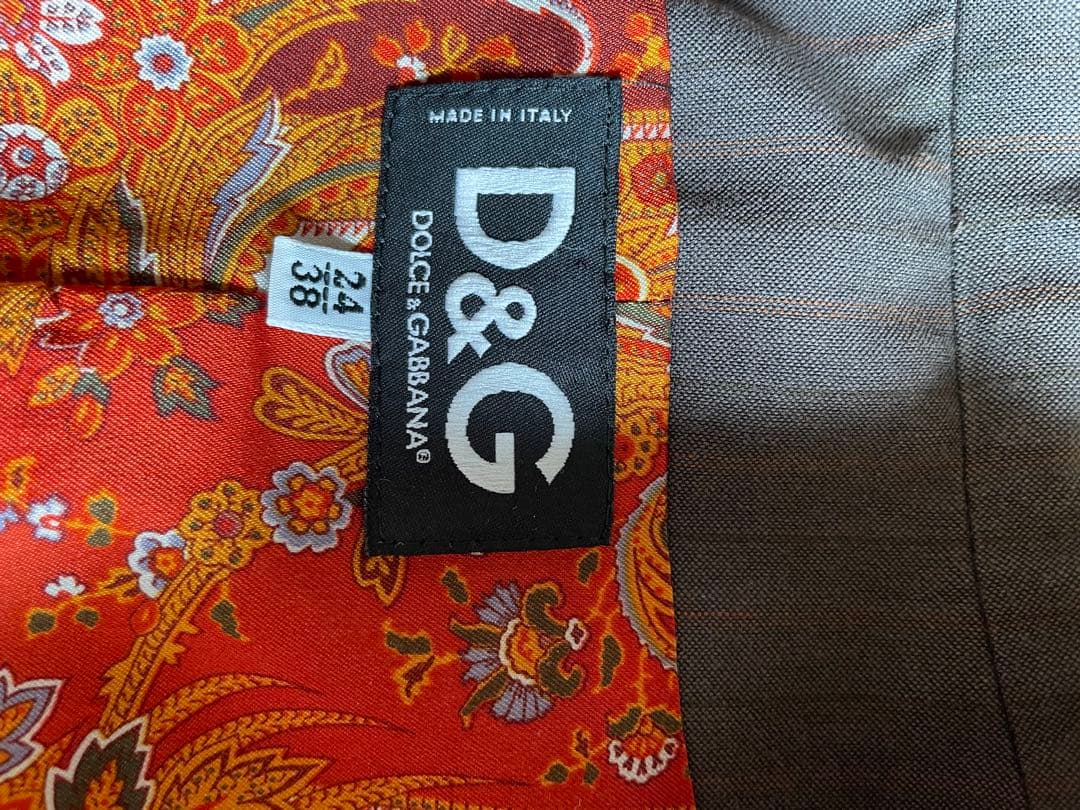 MADE IN ITALY
D&G
DOLCE & GABBANA®
24
38